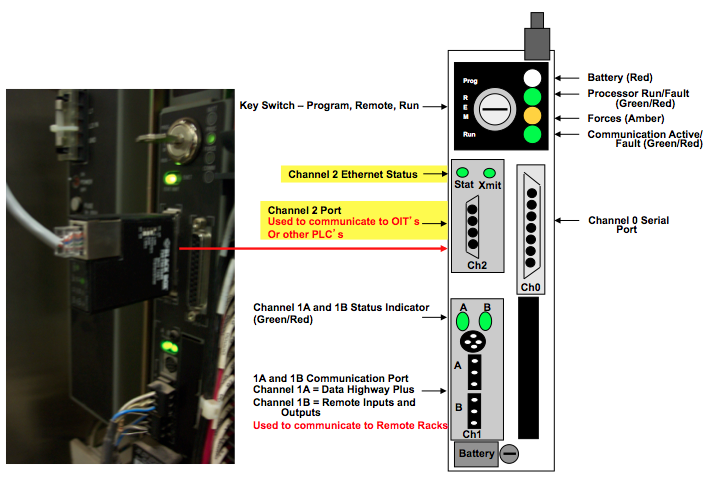 Prog
R
E
M
Run
Key Switch – Program, Remote, Run
Battery (Red)
Processor Run/Fault
(Green/Red)
Forces (Amber)
Communication Active/
Fault (Green/Red)
Channel 2 Ethernet Status
Stat Xmit
Channel 2 Port
Used to communicate to OIT's
Or other PLC's
Ch2
Channel 0 Serial
Port
Ch0
Channel 1A and 1B Status Indicator
(Green/Red)
A B
A
1A and 1B Communication Port
Channel 1A = Data Highway Plus
Channel 1B = Remote Inputs and
Outputs
Used to communicate to Remote Racks
B
Ch1
Battery